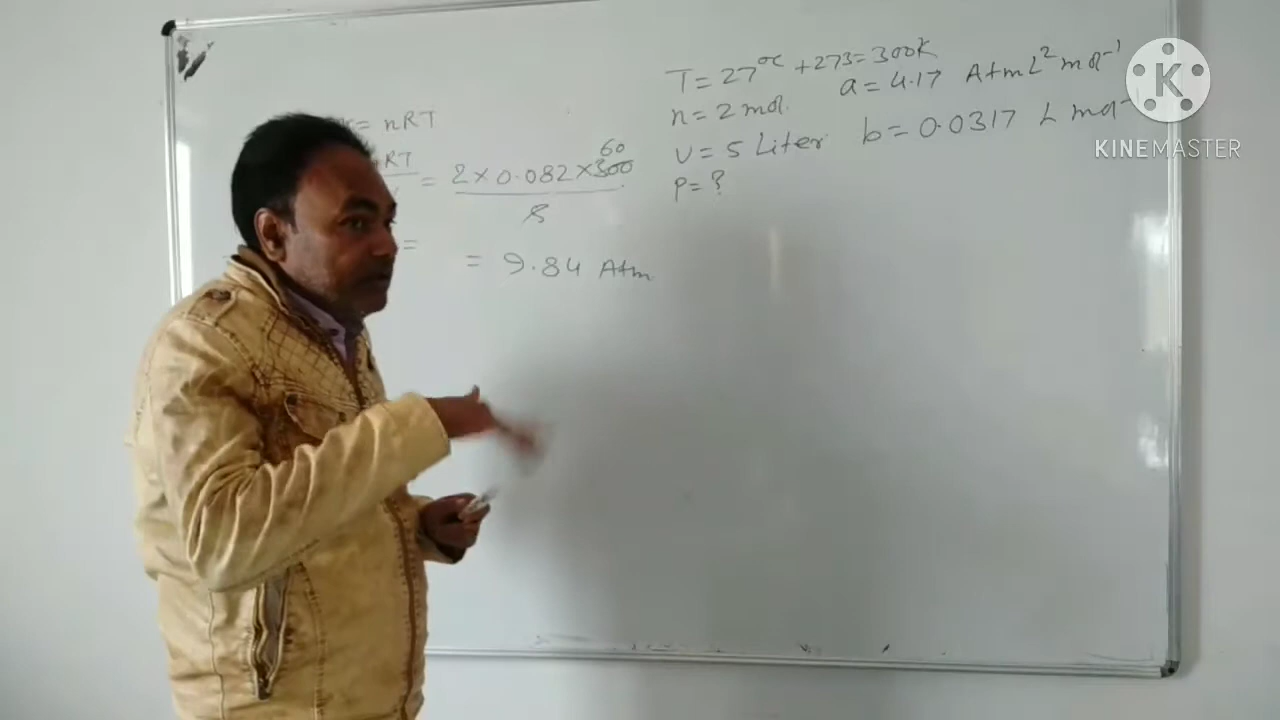 = nRT
RT
= 2 × 0.082 × 300
60
5
=
= 9.84 Atm
T = 27°C + 273 = 300K
n = 2 mol.
a = 4.17 Atm L² mol⁻¹
V = 5 Liter
b = 0.0317 L mol⁻
P = ?
K
KINEMASTER